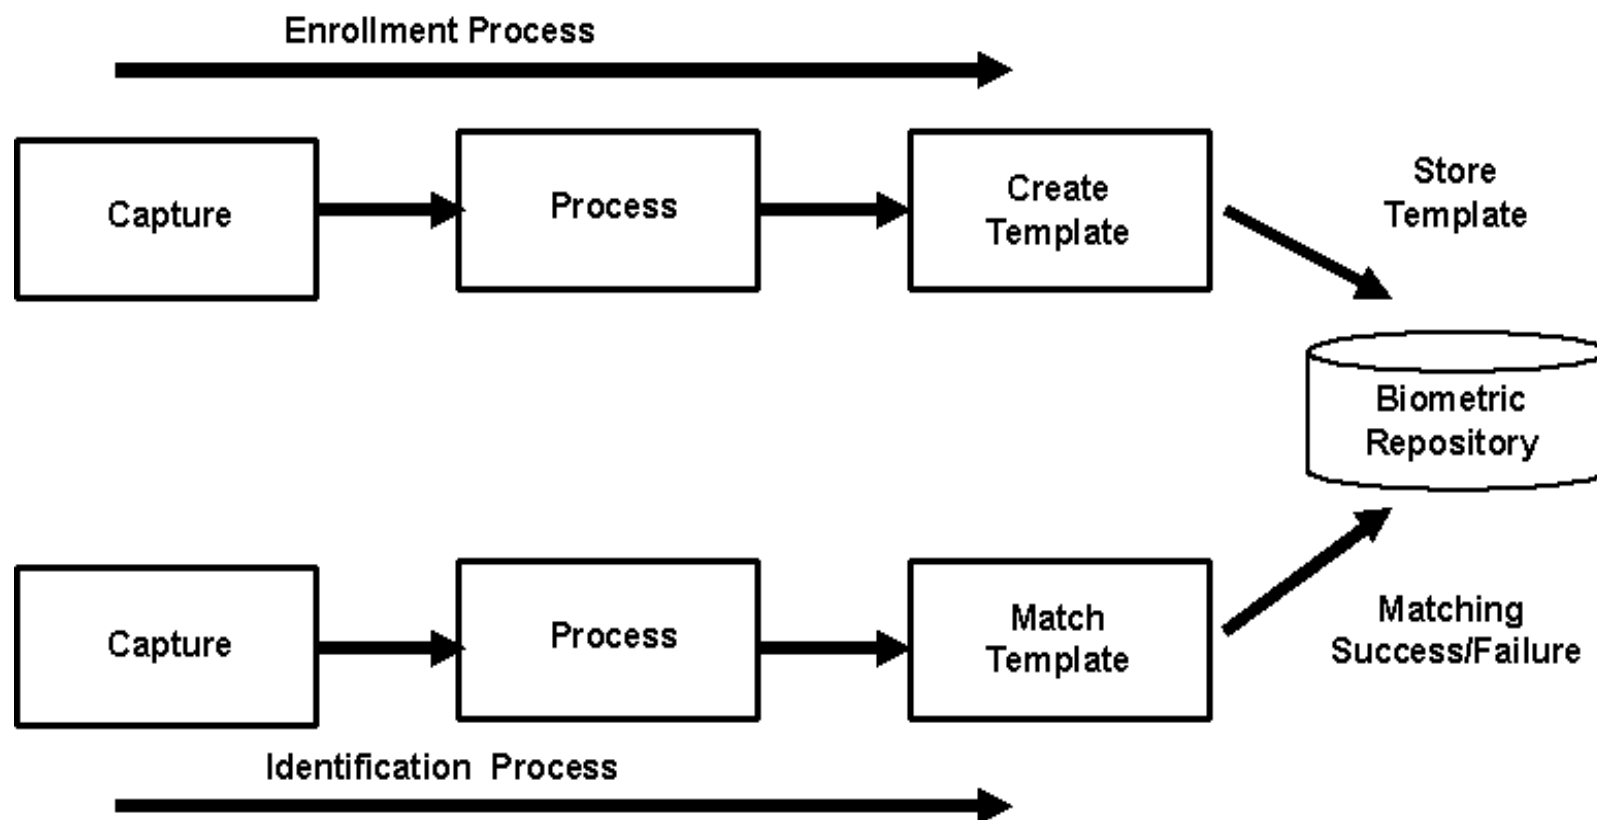 Enrollment Process
Capture
Process
Create
Template
Store
Template
Biometric
Repository
Capture
Process
Match
Template
Matching
Success/Failure
Identification Process